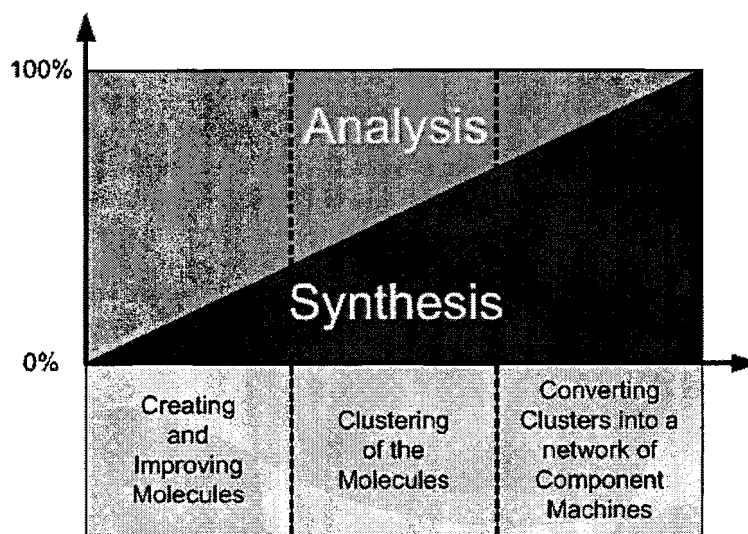 100%
Analysis
Synthesis
0%
Creating
and
Improving
Molecules
Clustering
of the
Molecules
Converting
Clusters into a
network of
Component
Machines